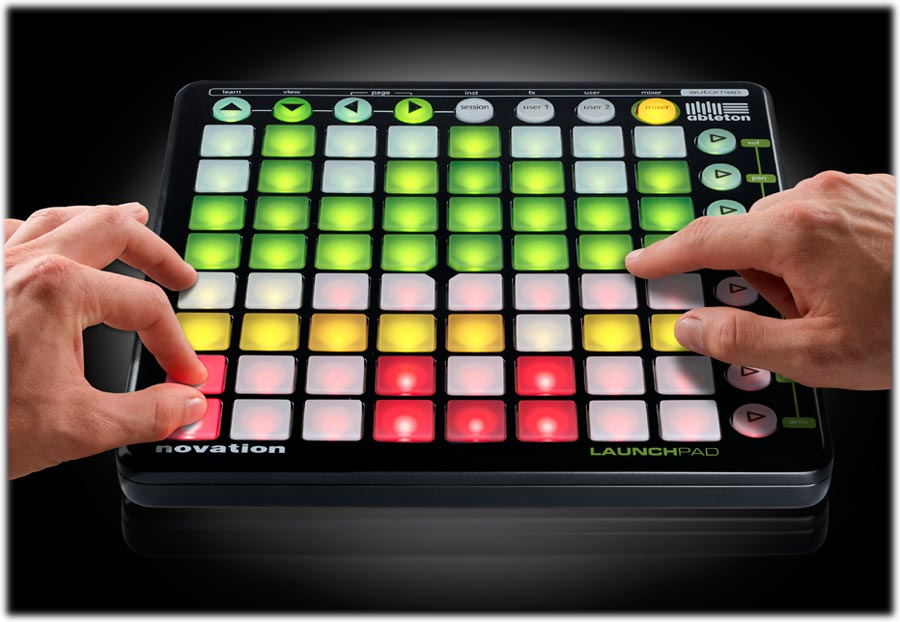 learn view page inst fx user mixer automap
session user 1 user 2 mixer
ableton
vol
pan
arm
novation
LAUNCHPAD